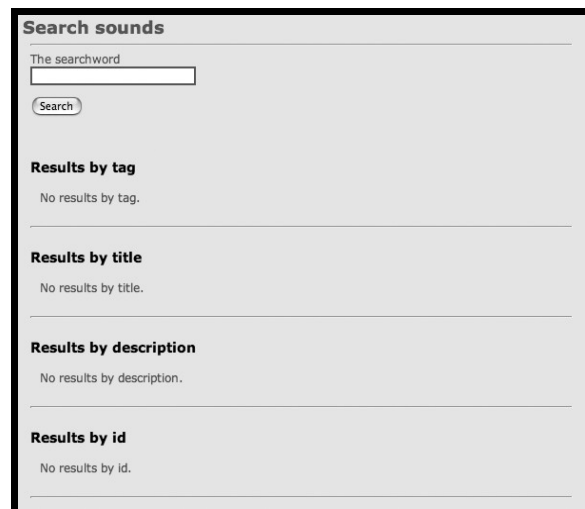 Search sounds
The searchword
Search
Results by tag
No results by tag.
Results by title
No results by title.
Results by description
No results by description.
Results by id
No results by id.